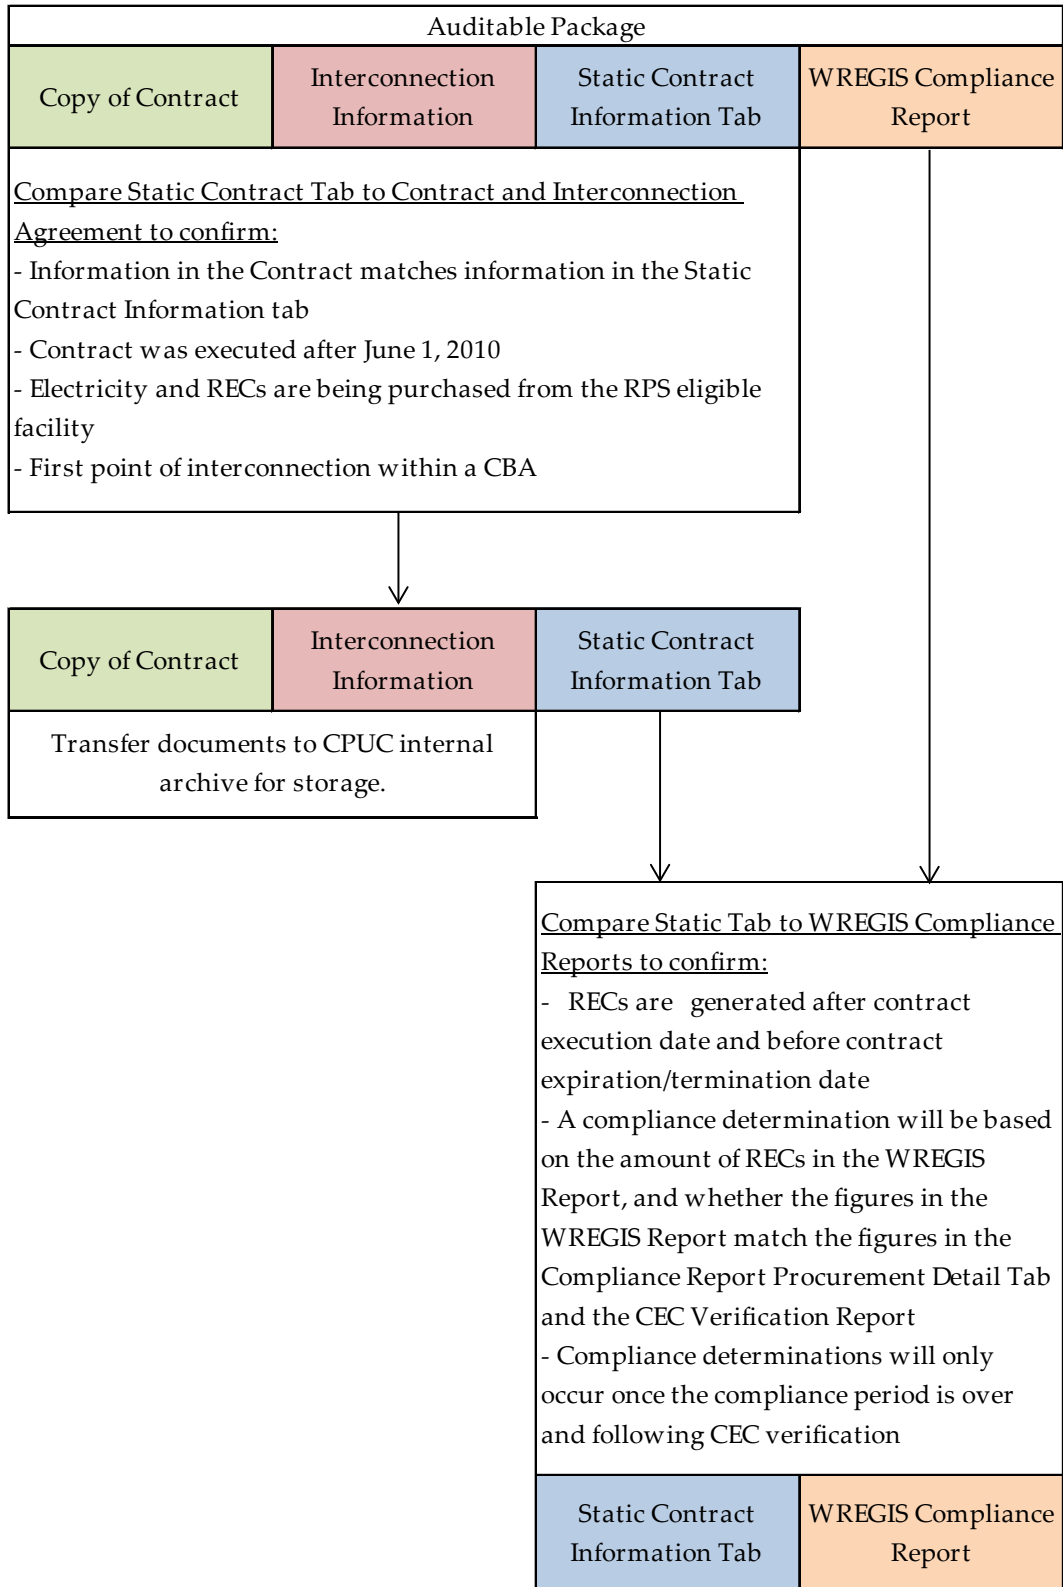 Auditable Package
Copy of Contract
Interconnection
Information
Static Contract
Information Tab
WREGIS Compliance
Report
Compare Static Contract Tab to Contract and Interconnection
Agreement to confirm:
- Information in the Contract matches information in the Static
Contract Information tab
- Contract was executed after June 1, 2010
- Electricity and RECs are being purchased from the RPS eligible
facility
- First point of interconnection within a CBA
Copy of Contract
Interconnection
Information
Static Contract
Information Tab
Transfer documents to CPUC internal
archive for storage.
Compare Static Tab to WREGIS Compliance
Reports to confirm:
- RECs are generated after contract
execution date and before contract
expiration/termination date
- A compliance determination will be based
on the amount of RECs in the WREGIS
Report, and whether the figures in the
WREGIS Report match the figures in the
Compliance Report Procurement Detail Tab
and the CEC Verification Report
- Compliance determinations will only
occur once the compliance period is over
and following CEC verification
Static Contract
Information Tab
WREGIS Compliance
Report